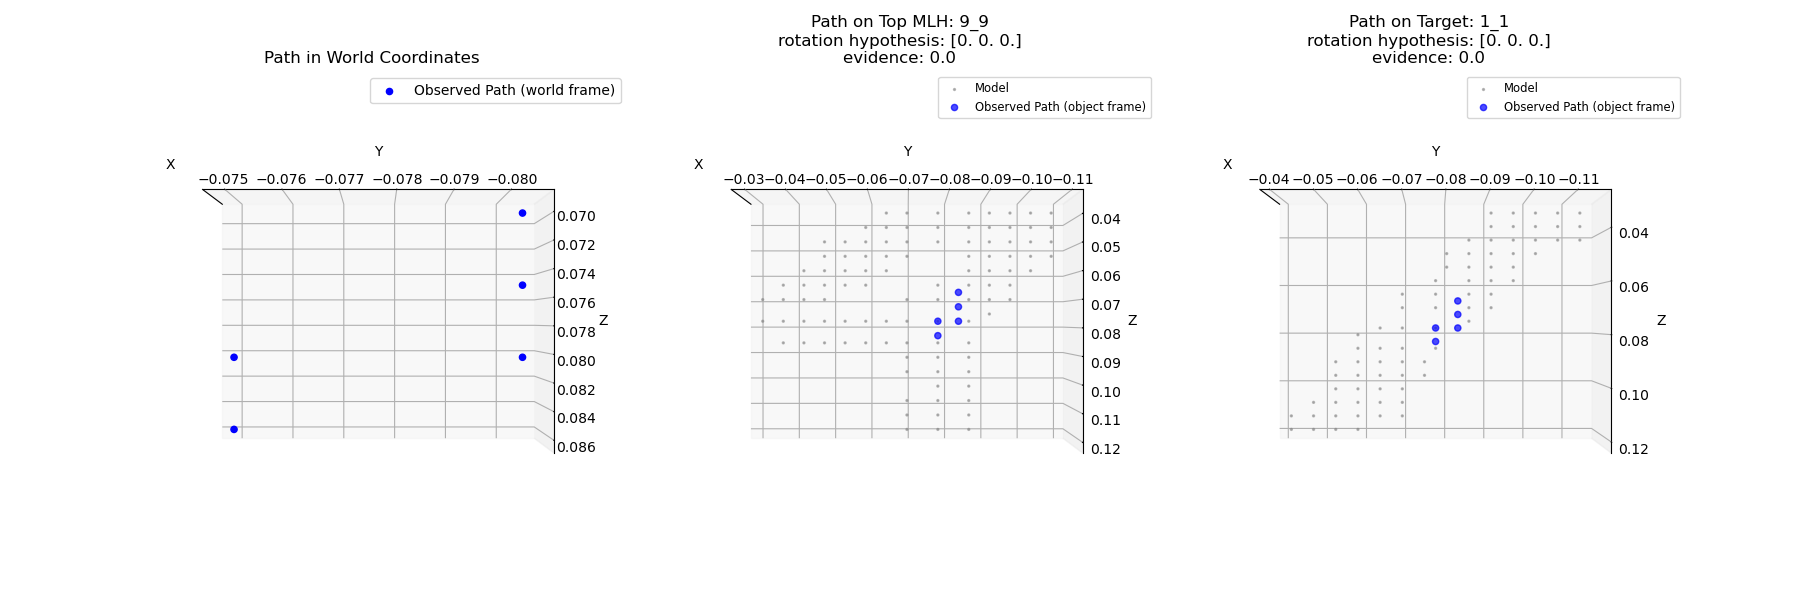 Path in World Coordinates
Observed Path (world frame)
X
Y
−0.075 −0.076 −0.077 −0.078 −0.079 −0.080
0.070
0.072
0.074
0.076
0.078
Z
0.080
0.082
0.084
0.086
Path on Top MLH: 9_9
rotation hypothesis: [0. 0. 0.]
evidence: 0.0
Model
Observed Path (object frame)
X
Y
−0.03 −0.04 −0.05 −0.06 −0.07 −0.08 −0.09 −0.10 −0.11
0.04
0.05
0.06
0.07
Z
0.08
0.09
0.10
0.11
0.12
Path on Target: 1_1
rotation hypothesis: [0. 0. 0.]
evidence: 0.0
Model
Observed Path (object frame)
X
Y
−0.04 −0.05 −0.06 −0.07 −0.08 −0.09 −0.10 −0.11
0.04
0.06
Z
0.08
0.10
0.12